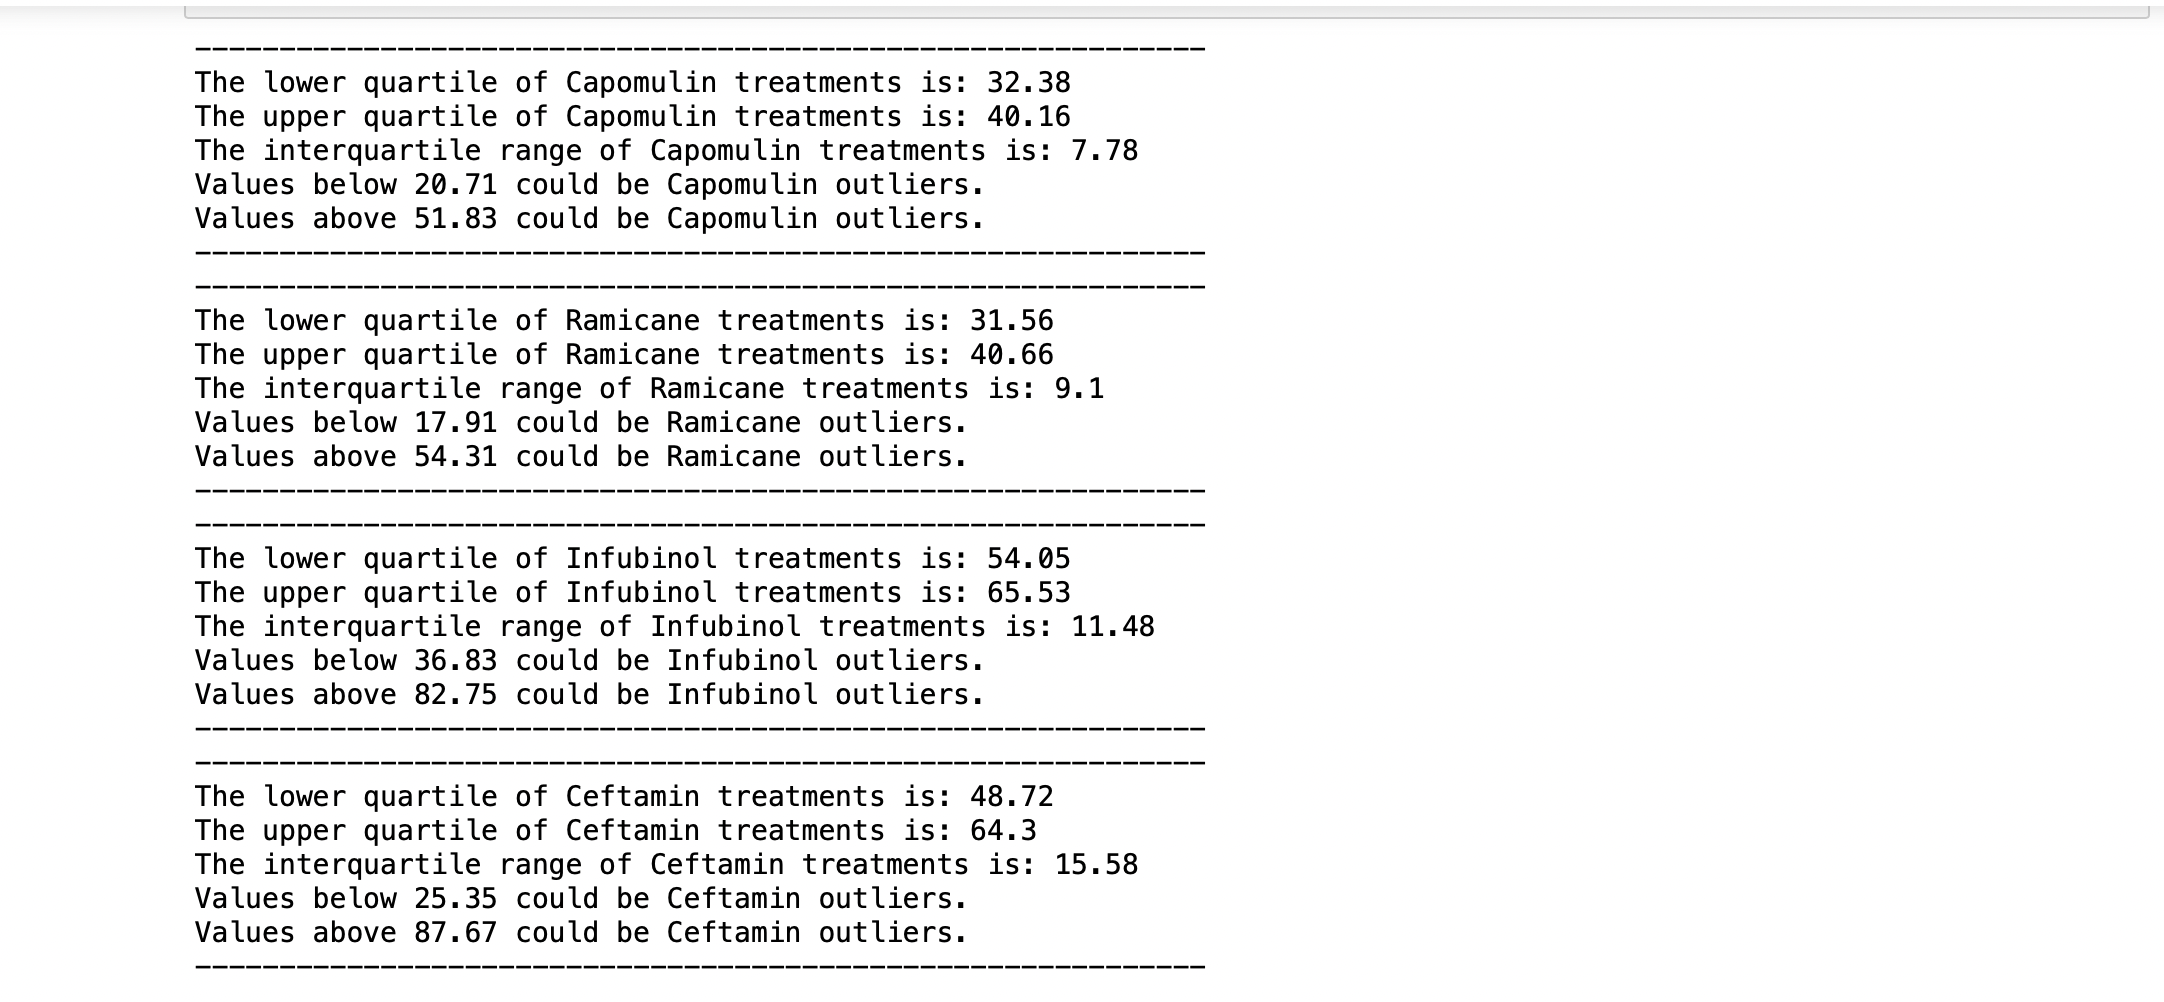 ------------------------------------------------------------
The lower quartile of Capomulin treatments is: 32.38
The upper quartile of Capomulin treatments is: 40.16
The interquartile range of Capomulin treatments is: 7.78
Values below 20.71 could be Capomulin outliers.
Values above 51.83 could be Capomulin outliers.
------------------------------------------------------------
------------------------------------------------------------
The lower quartile of Ramicane treatments is: 31.56
The upper quartile of Ramicane treatments is: 40.66
The interquartile range of Ramicane treatments is: 9.1
Values below 17.91 could be Ramicane outliers.
Values above 54.31 could be Ramicane outliers.
------------------------------------------------------------
------------------------------------------------------------
The lower quartile of Infubinol treatments is: 54.05
The upper quartile of Infubinol treatments is: 65.53
The interquartile range of Infubinol treatments is: 11.48
Values below 36.83 could be Infubinol outliers.
Values above 82.75 could be Infubinol outliers.
------------------------------------------------------------
------------------------------------------------------------
The lower quartile of Ceftamin treatments is: 48.72
The upper quartile of Ceftamin treatments is: 64.3
The interquartile range of Ceftamin treatments is: 15.58
Values below 25.35 could be Ceftamin outliers.
Values above 87.67 could be Ceftamin outliers.
------------------------------------------------------------